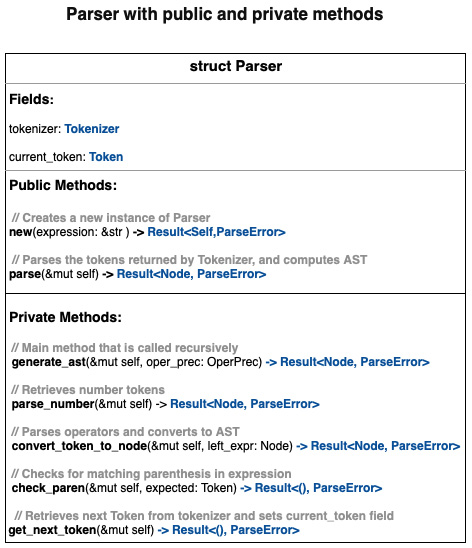 Parser with public and private methods
struct Parser
Fields:
tokenizer: Tokenizer
current_token: Token
Public Methods:
// Creates a new instance of Parser
new(expression: &str ) -> Result<Self,ParseError>
// Parses the tokens returned by Tokenizer, and computes AST
parse(&mut self) -> Result<Node, ParseError>
Private Methods:
// Main method that is called recursively
generate_ast(&mut self, oper_prec: OperPrec) -> Result<Node, ParseError>
// Retrieves number tokens
parse_number(&mut self) -> Result<Node, ParseError>
// Parses operators and converts to AST
convert_token_to_node(&mut self, left_expr: Node) -> Result<Node, ParseError>
// Checks for matching parenthesis in expression
check_paren(&mut self, expected: Token) -> Result<(), ParseError>
// Retrieves next Token from tokenizer and sets current_token field
get_next_token(&mut self) -> Result<(), ParseError>